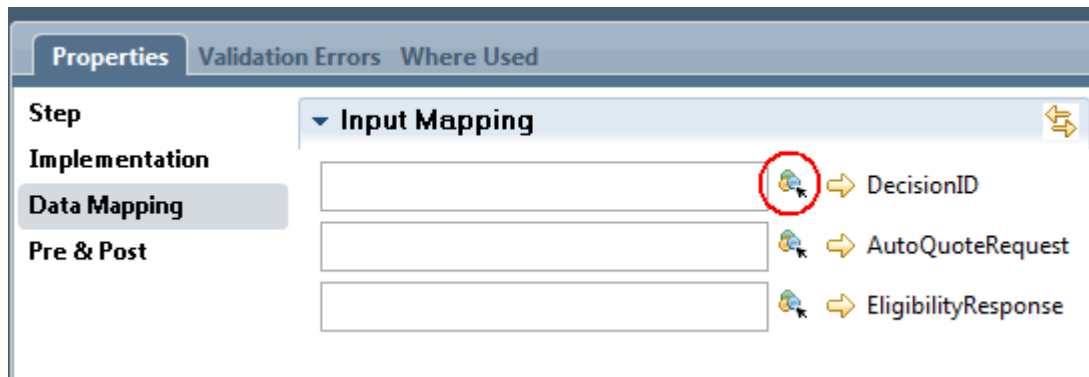 Properties Validation Errors Where Used
Step
Implementation
Data Mapping
Pre & Post
Input Mapping
DecisionID
AutoQuoteRequest
EligibilityResponse